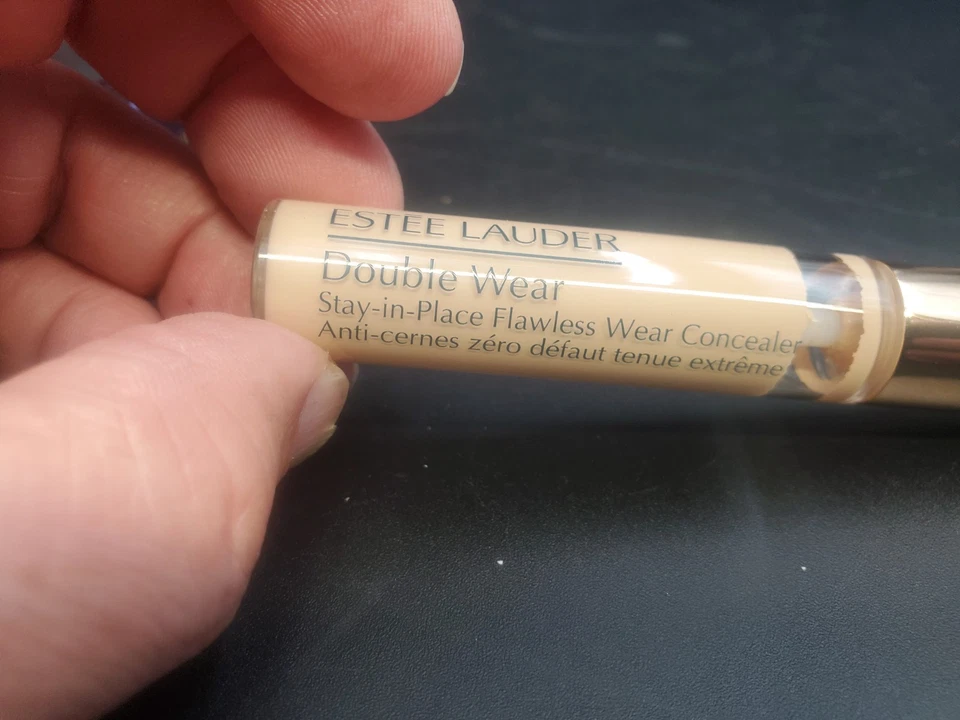 ESTEE LAUDER
Double Wear
Stay-in-Place Flawless Wear Concealer
Anti-cernes zéro défaut tenue extrême